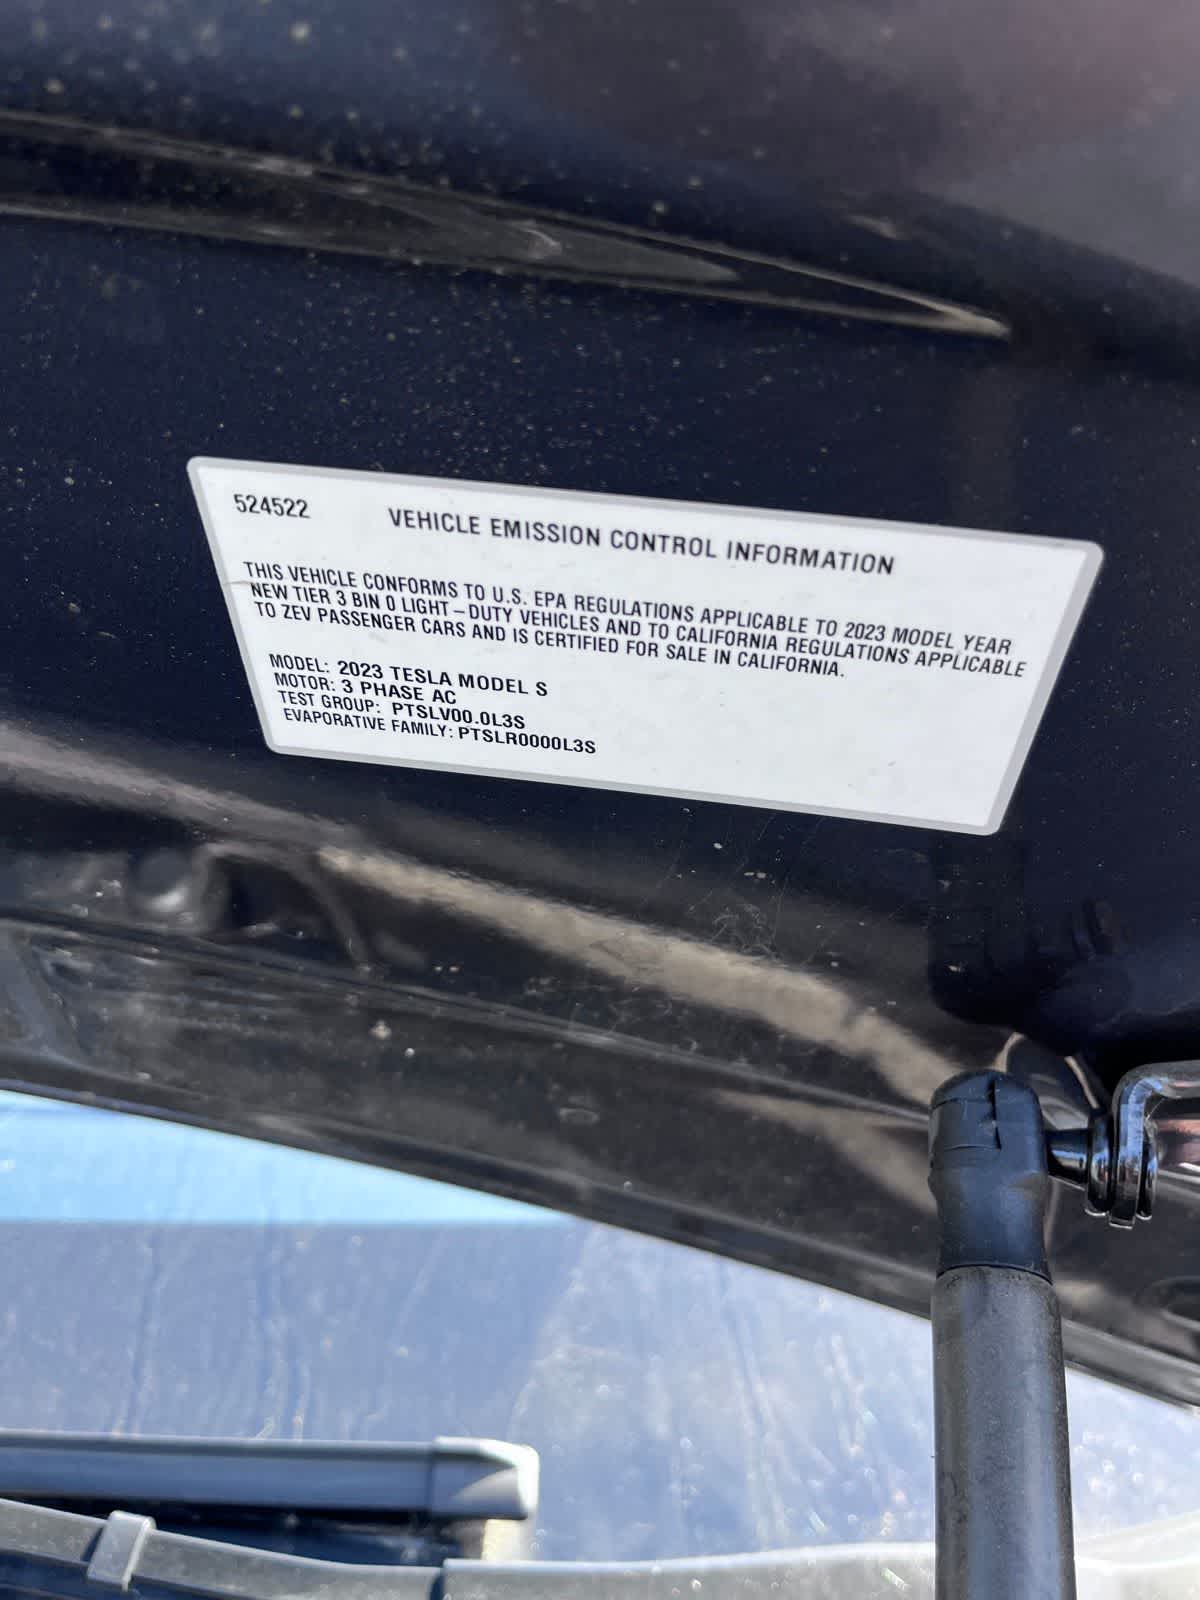 524522
VEHICLE EMISSION CONTROL INFORMATION
THIS VEHICLE CONFORMS TO U.S. EPA REGULATIONS APPLICABLE TO 2023 MODEL YEAR
NEW TIER 3 BIN 0 LIGHT-DUTY VEHICLES AND TO CALIFORNIA REGULATIONS APPLICABLE
TO ZEV PASSENGER CARS AND IS CERTIFIED FOR SALE IN CALIFORNIA.
MODEL: 2023 TESLA MODEL S
MOTOR: 3 PHASE AC
TEST GROUP: PTSLV00.0L3S
EVAPORATIVE FAMILY: PTSLR0000L3S